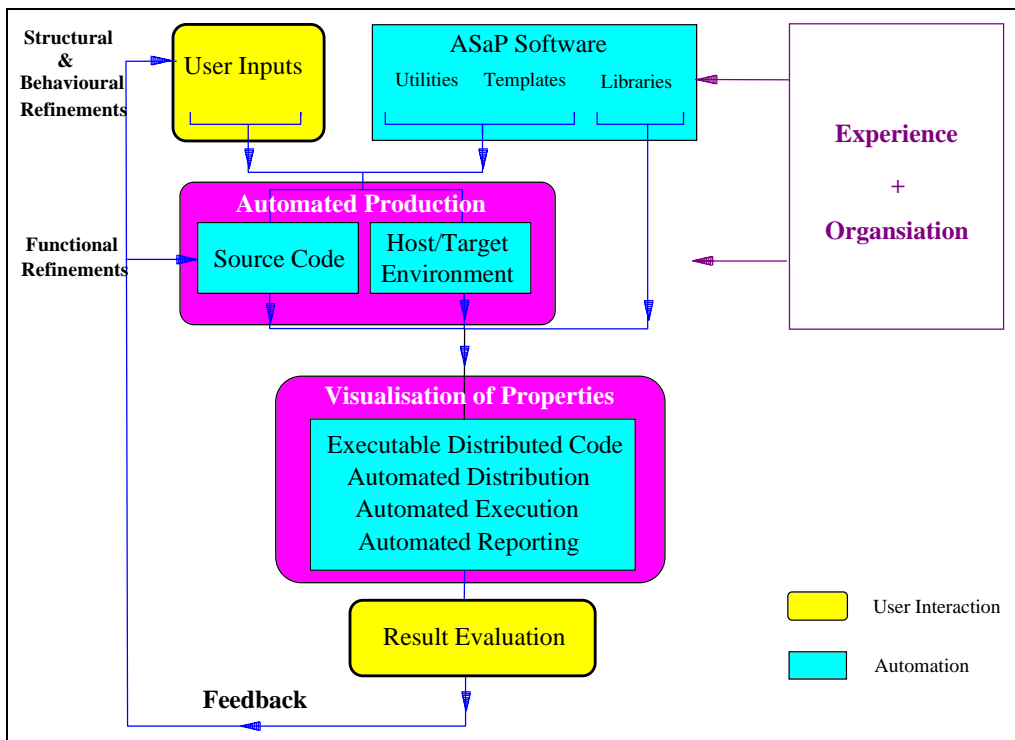 Structural
&
Behavioural
Refinements
User Inputs
ASaP Software
Utilities Templates Libraries
Experience
+
Organsiation
Automated Production
Source Code
Host/Target
Environment
Functional
Refinements
Visualisation of Properties
Executable Distributed Code
Automated Distribution
Automated Execution
Automated Reporting
Result Evaluation
User Interaction
Automation
Feedback